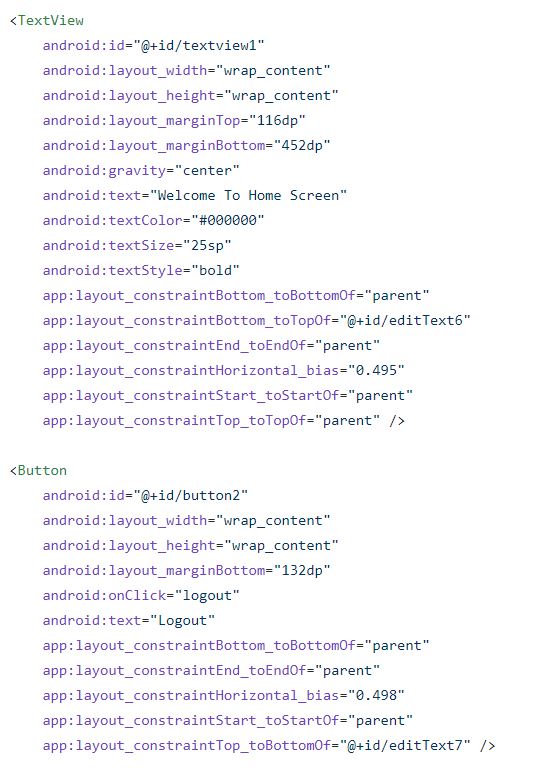 <TextView
    android:id="@+id/textview1"
    android:layout_width="wrap_content"
    android:layout_height="wrap_content"
    android:layout_marginTop="116dp"
    android:layout_marginBottom="452dp"
    android:gravity="center"
    android:text="Welcome To Home Screen"
    android:textColor="#000000"
    android:textSize="25sp"
    android:textStyle="bold"
    app:layout_constraintBottom_toBottomOf="parent"
    app:layout_constraintBottom_toTopOf="@+id/editText6"
    app:layout_constraintEnd_toEndOf="parent"
    app:layout_constraintHorizontal_bias="0.495"
    app:layout_constraintStart_toStartOf="parent"
    app:layout_constraintTop_toTopOf="parent" />

<Button
    android:id="@+id/button2"
    android:layout_width="wrap_content"
    android:layout_height="wrap_content"
    android:layout_marginBottom="132dp"
    android:onClick="logout"
    android:text="Logout"
    app:layout_constraintBottom_toBottomOf="parent"
    app:layout_constraintEnd_toEndOf="parent"
    app:layout_constraintHorizontal_bias="0.498"
    app:layout_constraintStart_toStartOf="parent"
    app:layout_constraintTop_toBottomOf="@+id/editText7" />